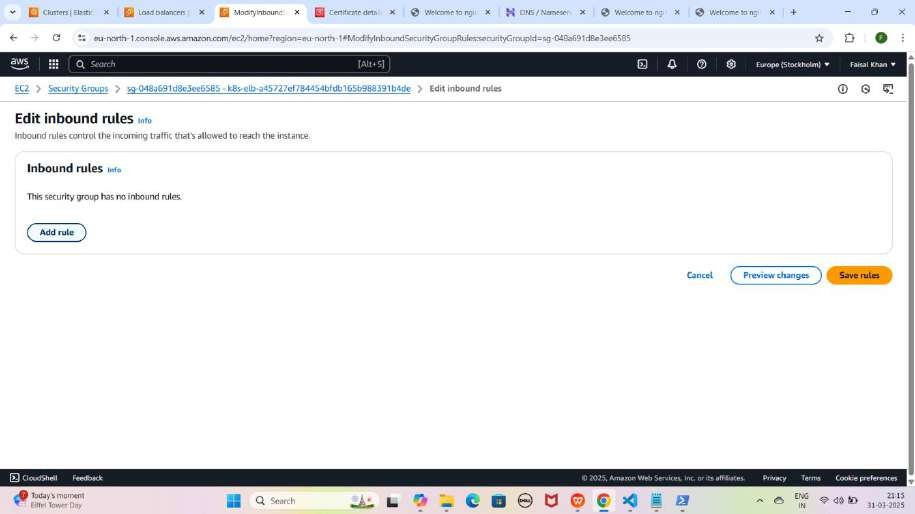 Clusters | Elastic
Load balancers |
ModifyInbound
Certificate detai
Welcome to ngi
DNS / Nameserv
Welcome to ngi
Welcome to ngi
eu-north-1.console.aws.amazon.com/ec2/home?region=eu-north-1#ModifyInboundSecurityGroupRules:securityGroupId=sg-048a691d8e3ee6585
F
aws
Search
[Alt+S]
Europe (Stockholm)
Faisal Khan
EC2
Security Groups
sg-048a691d8e3ee6585 - k8s-elb-a45727ef784454bfdb165b988391b4de
Edit inbound rules
Edit inbound rules Info
Inbound rules control the incoming traffic that's allowed to reach the instance.
Inbound rules Info
This security group has no inbound rules.
Add rule
Cancel
Preview changes
Save rules
CloudShell
Feedback
© 2025, Amazon Web Services, Inc. or its affiliates.
Privacy
Terms
Cookie preferences
7
Today's moment
Eiffel Tower Day
Search
DELL
ENG
IN
21:15
31-03-2025